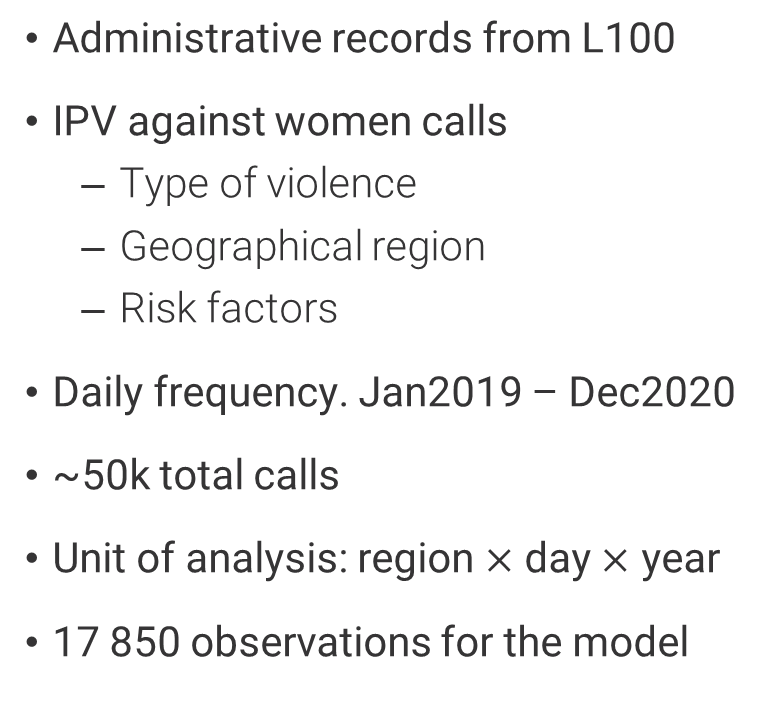 • Administrative records from L100
• IPV against women calls
– Type of violence
– Geographical region
– Risk factors
• Daily frequency. Jan2019 – Dec2020
• ~50k total calls
• Unit of analysis: region × day × year
• 17 850 observations for the model